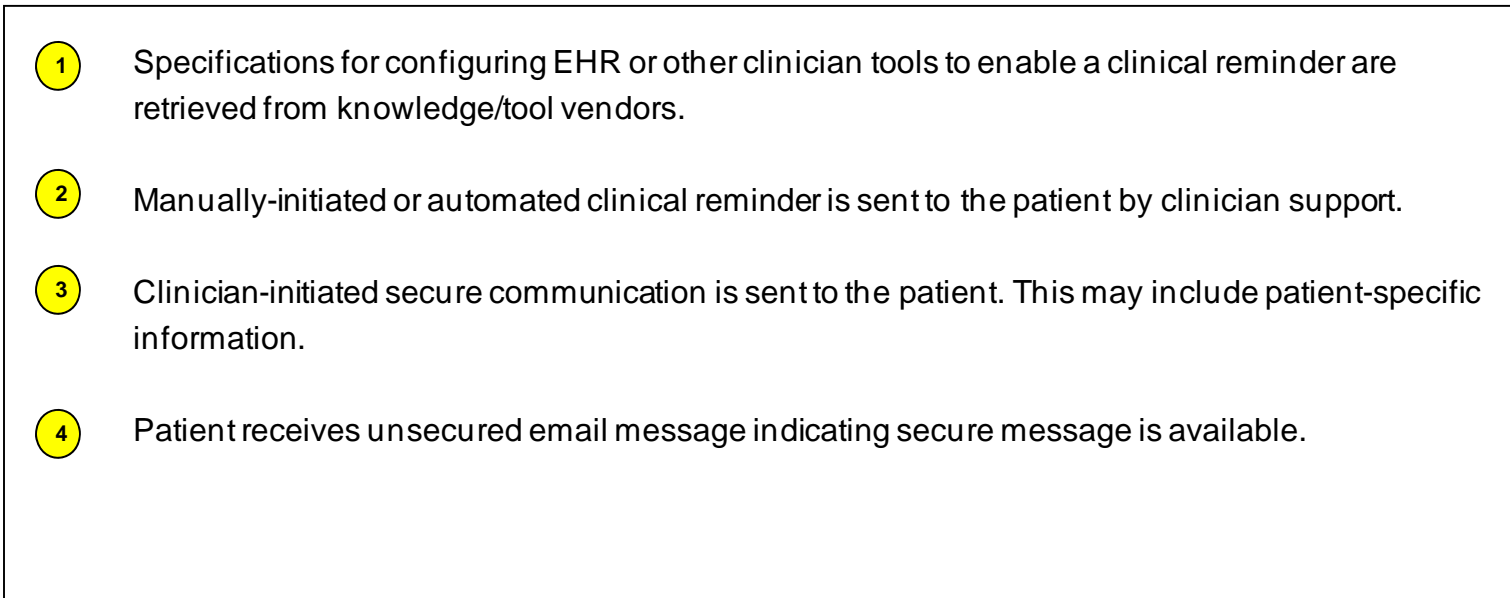 1 Specifications for configuring EHR or other clinician tools to enable a clinical reminder are
retrieved from knowledge/tool vendors.
2 Manually-initiated or automated clinical reminder is sent to the patient by clinician support.
3 Clinician-initiated secure communication is sent to the patient. This may include patient-specific
information.
4 Patient receives unsecured email message indicating secure message is available.